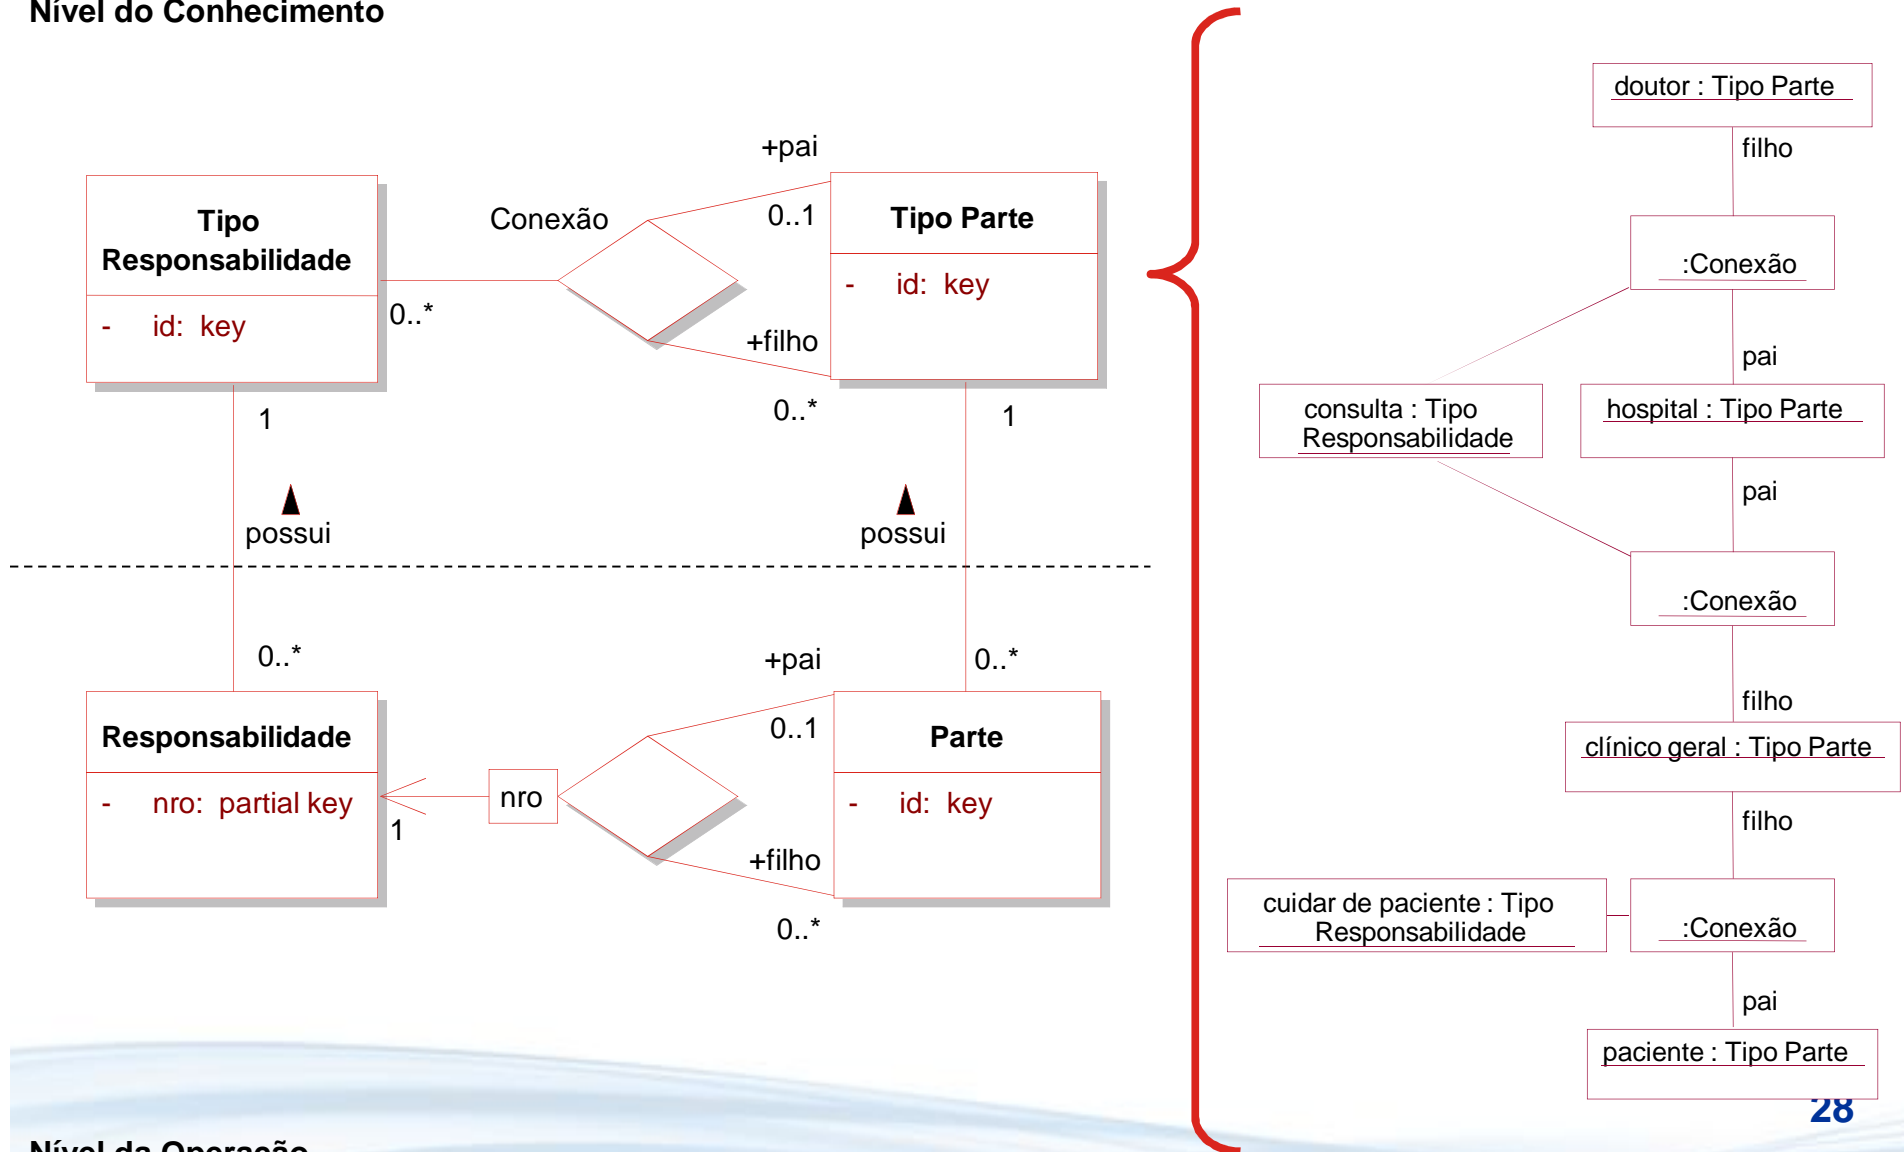 Nível do Conhecimento
Tipo
Responsabilidade
- id: key
0..*
Conexão
+pai
0..1
+filho
0..*
Tipo Parte
- id: key
1
possui
1
possui
0..*
0..*
Responsabilidade
- nro: partial key
1
nro
+pai
0..1
+filho
0..*
Parte
- id: key
Nível da Operação
doutor : Tipo Parte
filho
:Conexão
pai
consulta : Tipo
Responsabilidade
hospital : Tipo Parte
pai
:Conexão
filho
clínico geral : Tipo Parte
filho
cuidar de paciente : Tipo
Responsabilidade
:Conexão
pai
paciente : Tipo Parte
28